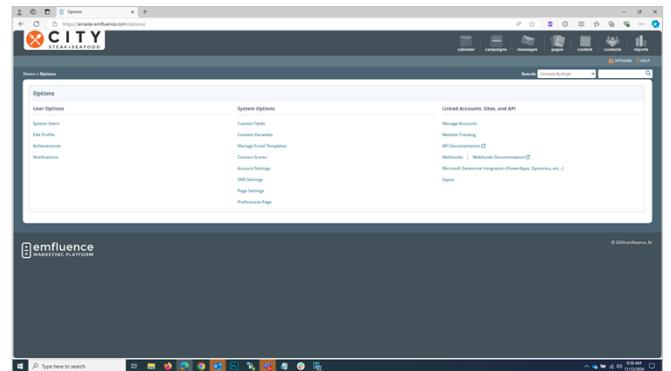 Options
https://emailer.emfluence.com/options/
CITY
STEAK+SEAFOOD
calendar campaigns messages pages content contacts reports
OPTIONS ? HELP
Home » Options
Search: Contacts By Email
Options
User Options
System Users
Edit Profile
Achievements
Notifications
System Options
Custom Fields
Content Variables
Manage Email Templates
Contact Scores
Account Settings
SMS Settings
Page Settings
Preferences Page
Linked Accounts, Sites, and API
Manage Accounts
Website Tracking
API Documentation
Webhooks | Webhooks Documentation
Microsoft Dataverse Integration (PowerApps, Dynamics, etc...)
Zapier
emfluence
MARKETING PLATFORM
© 2024 emfluence, llc
Type here to search
11/12/2024